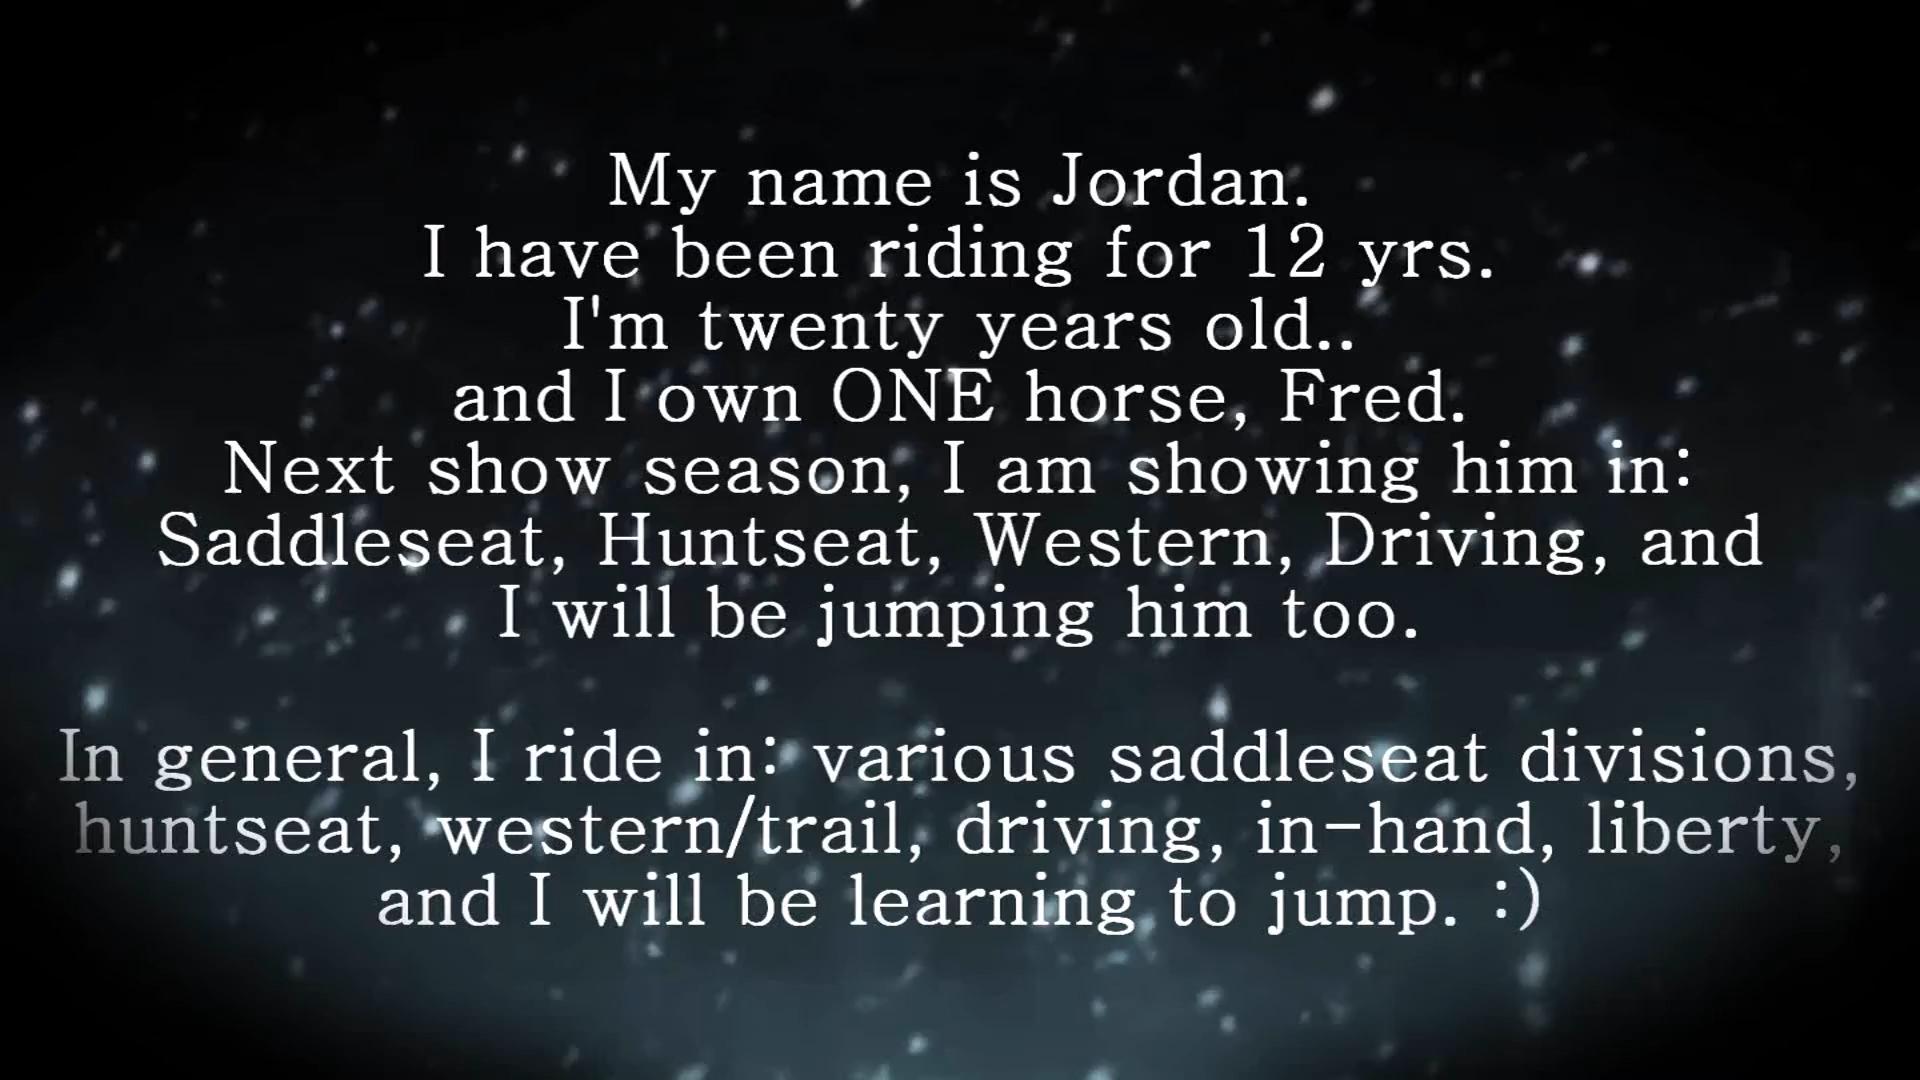 My name is Jordan.
I have been riding for 12 yrs.
I'm twenty years old..
and I own ONE horse, Fred.
Next show season, I am showing him in:
Saddleseat, Huntseat, Western, Driving, and
I will be jumping him too.
In general, I ride in: various saddleseat divisions,
huntseat, western/trail, driving, in-hand, liberty,
and I will be learning to jump. :)